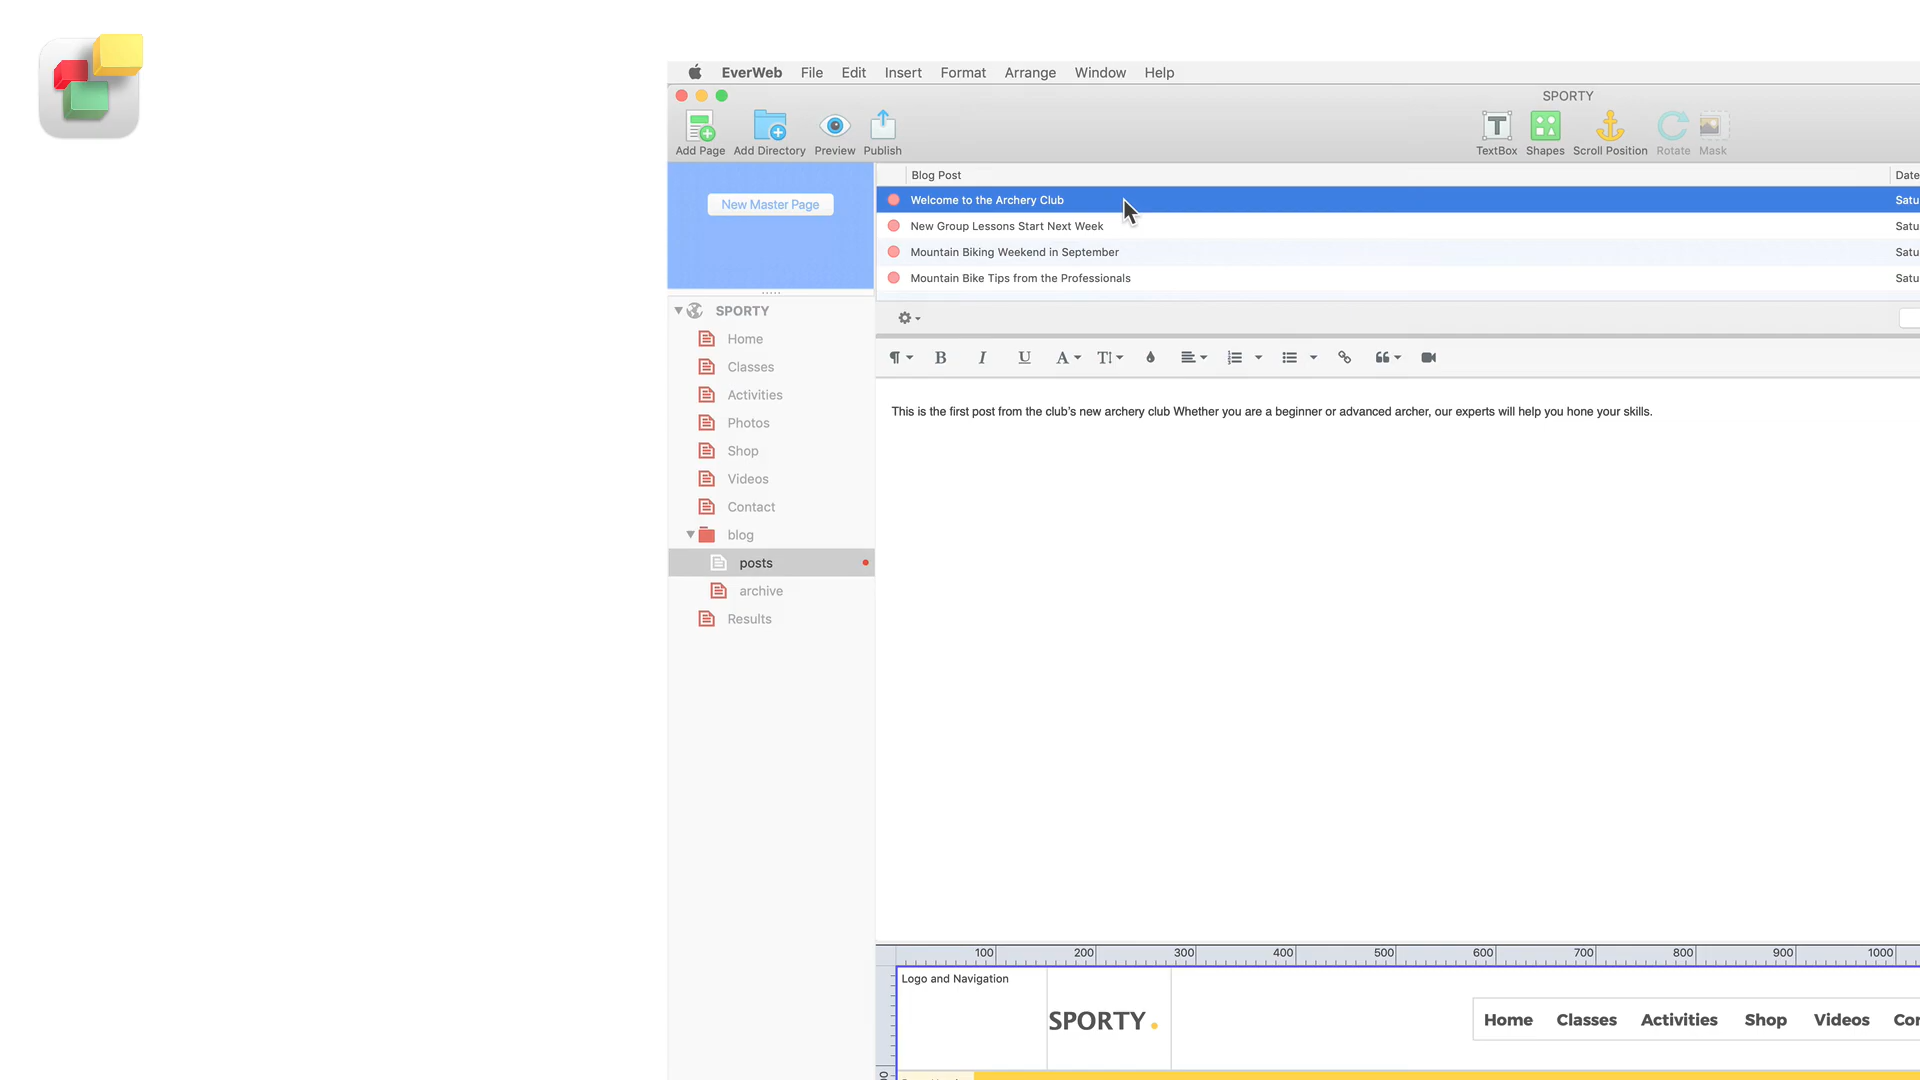 EverWeb File Edit Insert Format Arrange Window Help
SPORTY
Add Page Add Directory Preview Publish TextBox Shapes Scroll Position Rotate Mask
New Master Page
Blog Post Date
Welcome to the Archery Club Satu
New Group Lessons Start Next Week Satu
Mountain Biking Weekend in September Satu
Mountain Bike Tips from the Professionals Satu
SPORTY
Home
Classes
Activities
Photos
Shop
Videos
Contact
blog
posts
archive
Results
This is the first post from the club's new archery club Whether you are a beginner or advanced archer, our experts will help you hone your skills.
100 200 300 400 500 600 700 800 900 1000
Logo and Navigation
SPORTY.
Home Classes Activities Shop Videos Con